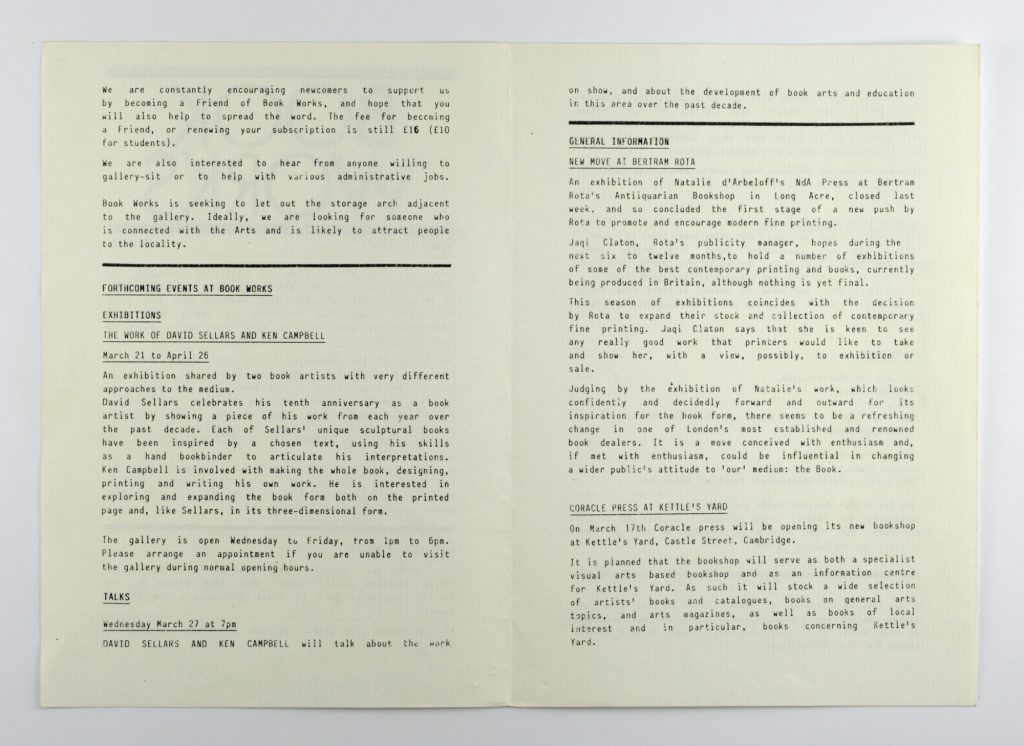 We are constantly encouraging newcomers to support us
by becoming a Friend of Book Works, and hope that you
will also help to spread the word. The fee for becoming
a Friend, or renewing your subscription is still £16 (£10
for students).
We are also interested to hear from anyone willing to
gallery-sit or to help with various administrative jobs.
Book Works is seeking to let out the storage arch adjacent
to the gallery. Ideally, we are looking for someone who
is connected with the Arts and is likely to attract people
to the locality.
FORTHCOMING EVENTS AT BOOK WORKS
EXHIBITIONS
THE WORK OF DAVID SELLARS AND KEN CAMPBELL
March 21 to April 26
An exhibition shared by two book artists with very different
approaches to the medium.
David Sellars celebrates his tenth anniversary as a book
artist by showing a piece of his work from each year over
the past decade. Each of Sellars' unique sculptural books
have been inspired by a chosen text, using his skills
as a hand bookbinder to articulate his interpretations.
Ken Campbell is involved with making the whole book, designing,
printing and writing his own work. He is interested in
exploring and expanding the book form both on the printed
page and, like Sellars, in its three-dimensional form.
The gallery is open Wednesday to Friday, from 1pm to 6pm.
Please arrange an appointment if you are unable to visit
the gallery during normal opening hours.
TALKS
Wednesday March 27 at 7pm
DAVID SELLARS AND KEN CAMPBELL will talk about the work
on show, and about the development of book arts and education
in this area over the past decade.
GENERAL INFORMATION
NEW MOVE AT BERTRAM ROTA
An exhibition of Natalie d'Arbeloff's NdA Press at Bertram
Rota's Antiiquarian Bookshop in Long Acre, closed last
week, and so concluded the first stage of a new push by
Rota to promote and encourage modern fine printing.
Jaqi Claton, Rota's publicity manager, hopes during the
next six to twelve months,to hold a number of exhibitions
of some of the best contemporary printing and books, currently
being produced in Britain, although nothing is yet final.
This season of exhibitions coincides with the decision
by Rota to expand their stock and collection of contemporary
fine printing. Jaqi Claton says that she is keen to see
any really good work that printers would like to take
and show her, with a view, possibly, to exhibition or
sale.
Judging by the exhibition of Natalie's work, which looks
confidently and decidedly forward and outward for its
inspiration for the book form, there seems to be a refreshing
change in one of London's most established and renowned
book dealers. It is a move conceived with enthusiasm and,
if met with enthusiasm, could be influential in changing
a wider public's attitude to 'our' medium: the Book.
CORACLE PRESS AT KETTLE'S YARD
On March 17th Coracle press will be opening its new bookshop
at Kettle's Yard, Castle Street, Cambridge.
It is planned that the bookshop will serve as both a specialist
visual arts based bookshop and as an information centre
for Kettle's Yard. As such it will stock a wide selection
of artists' books and catalogues, books on general arts
topics, and arts magazines, as well as books of local
interest and in particular, books concerning Kettle's
Yard.